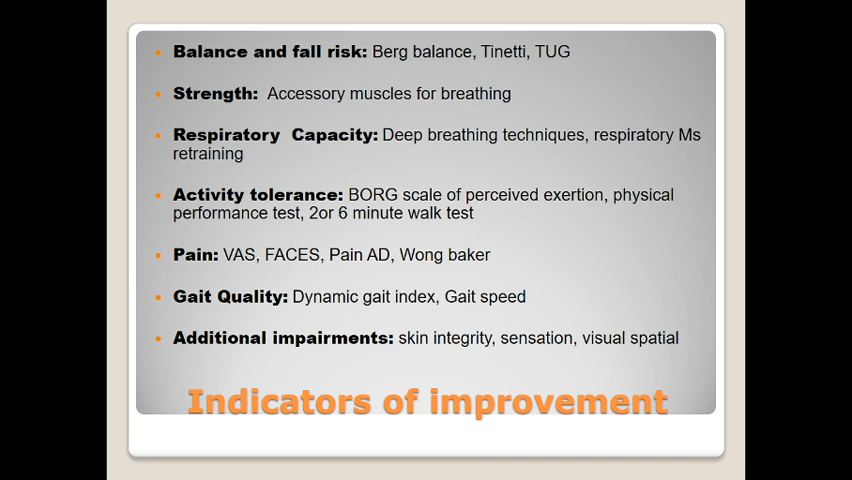 Balance and fall risk: Berg balance, Tinetti, TUG
Strength: Accessory muscles for breathing
Respiratory Capacity: Deep breathing techniques, respiratory Ms
retraining
Activity tolerance: BORG scale of perceived exertion, physical
performance test, 2or 6 minute walk test
Pain: VAS, FACES, Pain AD, Wong baker
Gait Quality: Dynamic gait index, Gait speed
Additional impairments: skin integrity, sensation, visual spatial
Indicators of improvement